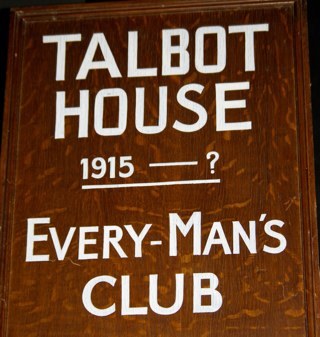 TALBOT
HOUSE
1915 — ?
EVERY-MAN'S
CLUB